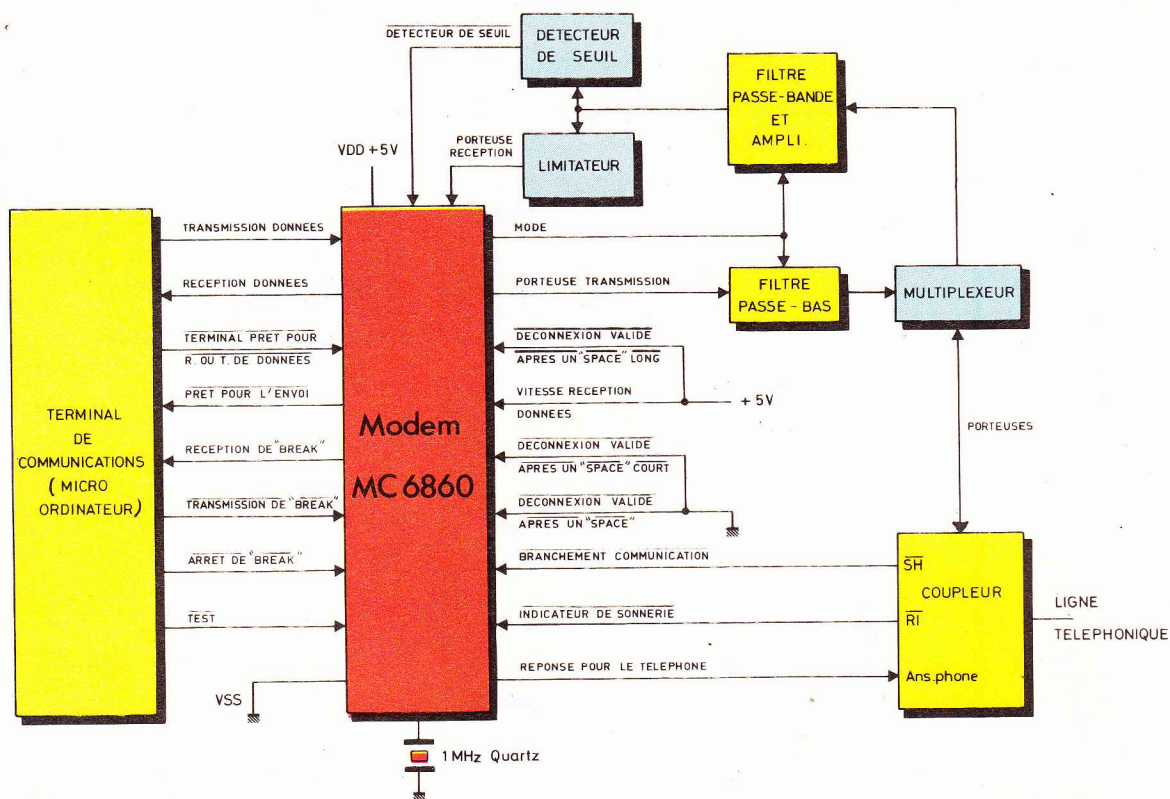 DETECTEUR DE SEUIL
DETECTEUR
DE SEUIL
FILTRE
PASSE-BANDE
ET
AMPLI.
PORTEUSE
RECEPTION
LIMITATEUR
VDD +5V
TRANSMISSION DONNEES
MODE
RECEPTION DONNEES
PORTEUSE TRANSMISSION
FILTRE
PASSE-BAS
MULTIPLEXEUR
TERMINAL PRET POUR
R. OU T. DE DONNEES
DECONNEXION VALIDE
APRES UN "SPACE" LONG
PRET POUR L'ENVOI
VITESSE RECEPTION
DONNEES
+5V
TERMINAL
DE
COMMUNICATIONS
(MICRO
ORDINATEUR)
Modem
MC 6860
PORTEUSES
RECEPTION DE "BREAK"
DECONNEXION VALIDE
APRES UN "SPACE" COURT
TRANSMISSION DE "BREAK"
DECONNEXION VALIDE
APRES UN "SPACE"
ARRET DE "BREAK"
BRANCHEMENT COMMUNICATION
SH
COUPLEUR
TEST
INDICATEUR DE SONNERIE
RI
LIGNE
TELEPHONIQUE
REPONSE POUR LE TELEPHONE
Ans.phone
VSS
1MHz Quartz